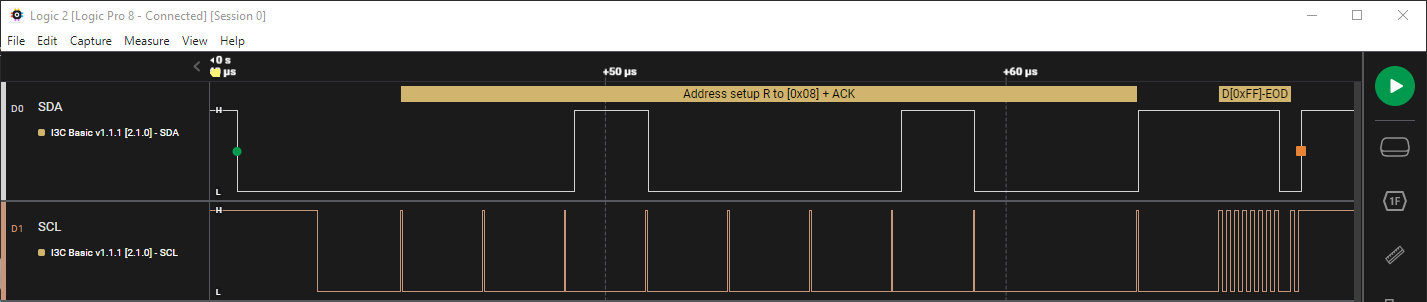 Logic 2 [Logic Pro 8 - Connected] [Session 0]
File Edit Capture Measure View Help
0 s
+50 µs +60 µs
D0 SDA
I3C Basic v1.1.1 [2.1.0] - SDA
H
L
Address setup R to [0x08] + ACK
D[0xFF]-EOD
D1 SCL
I3C Basic v1.1.1 [2.1.0] - SCL
H
L
1F